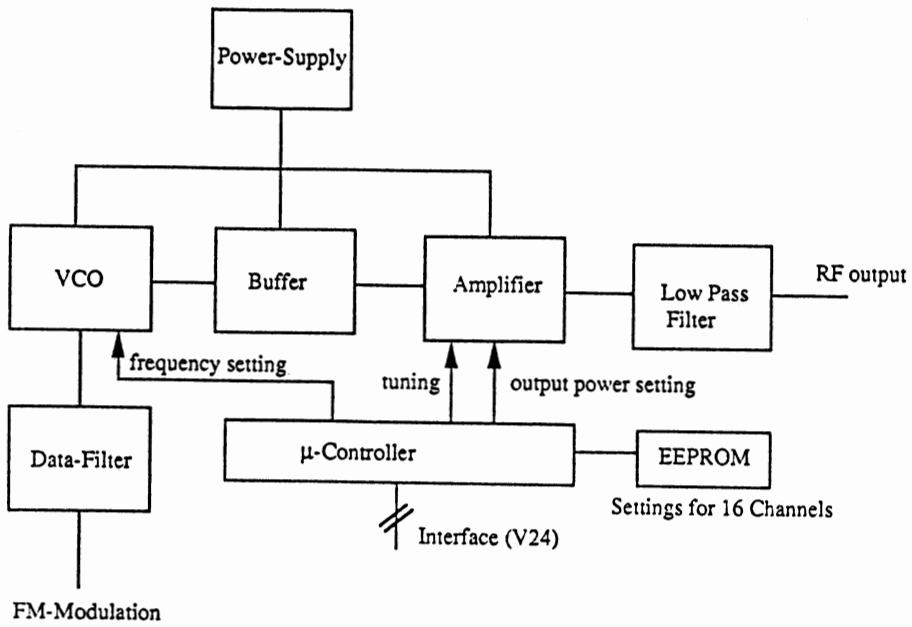 Power-Supply
VCO
Buffer
Amplifier
Low Pass
Filter
RF output
frequency setting
tuning
output power setting
Data-Filter
μ-Controller
EEPROM
Settings for 16 Channels
Interface (V24)
FM-Modulation